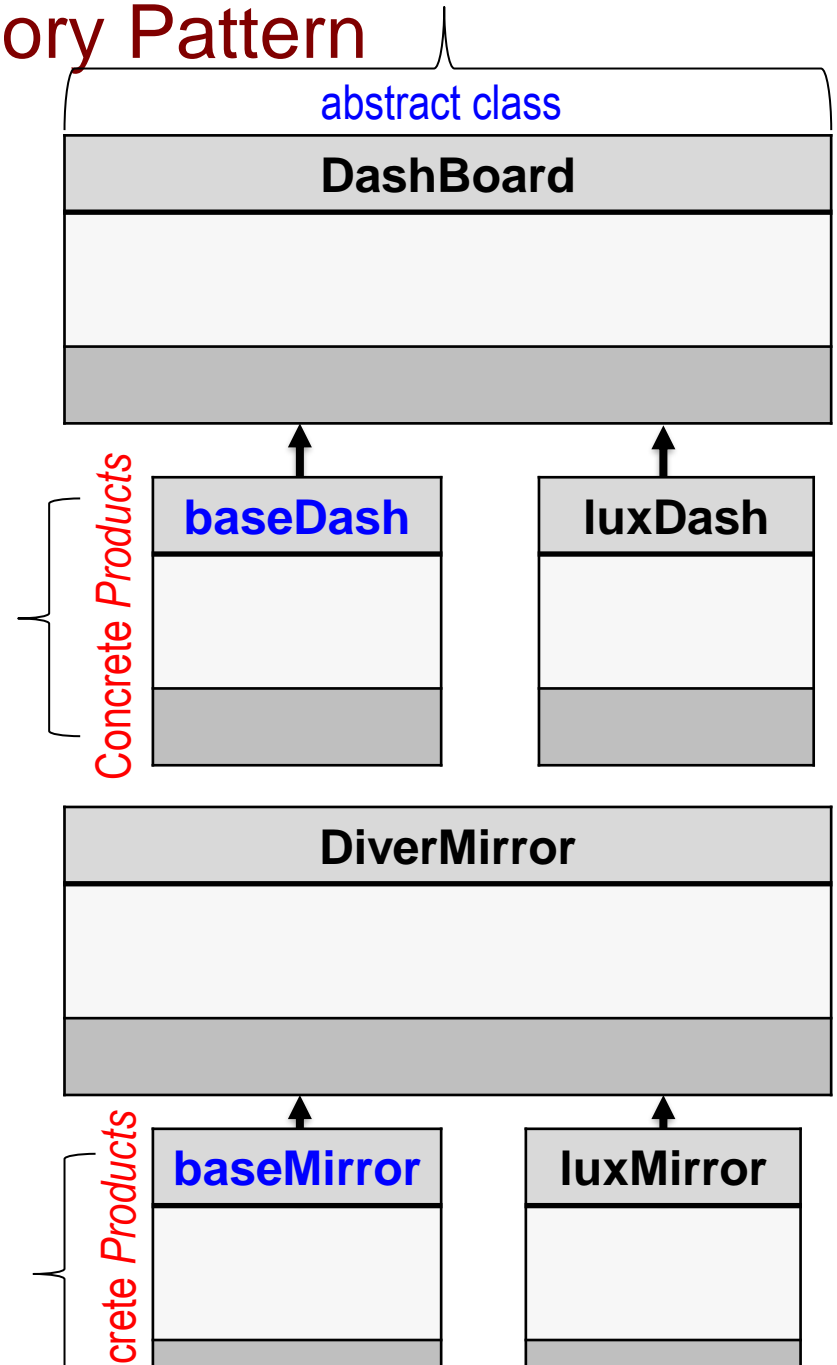 ory Pattern
abstract class
DashBoard
Concrete Products
baseDash
luxDash
DiverMirror
crete Products
baseMirror
luxMirror